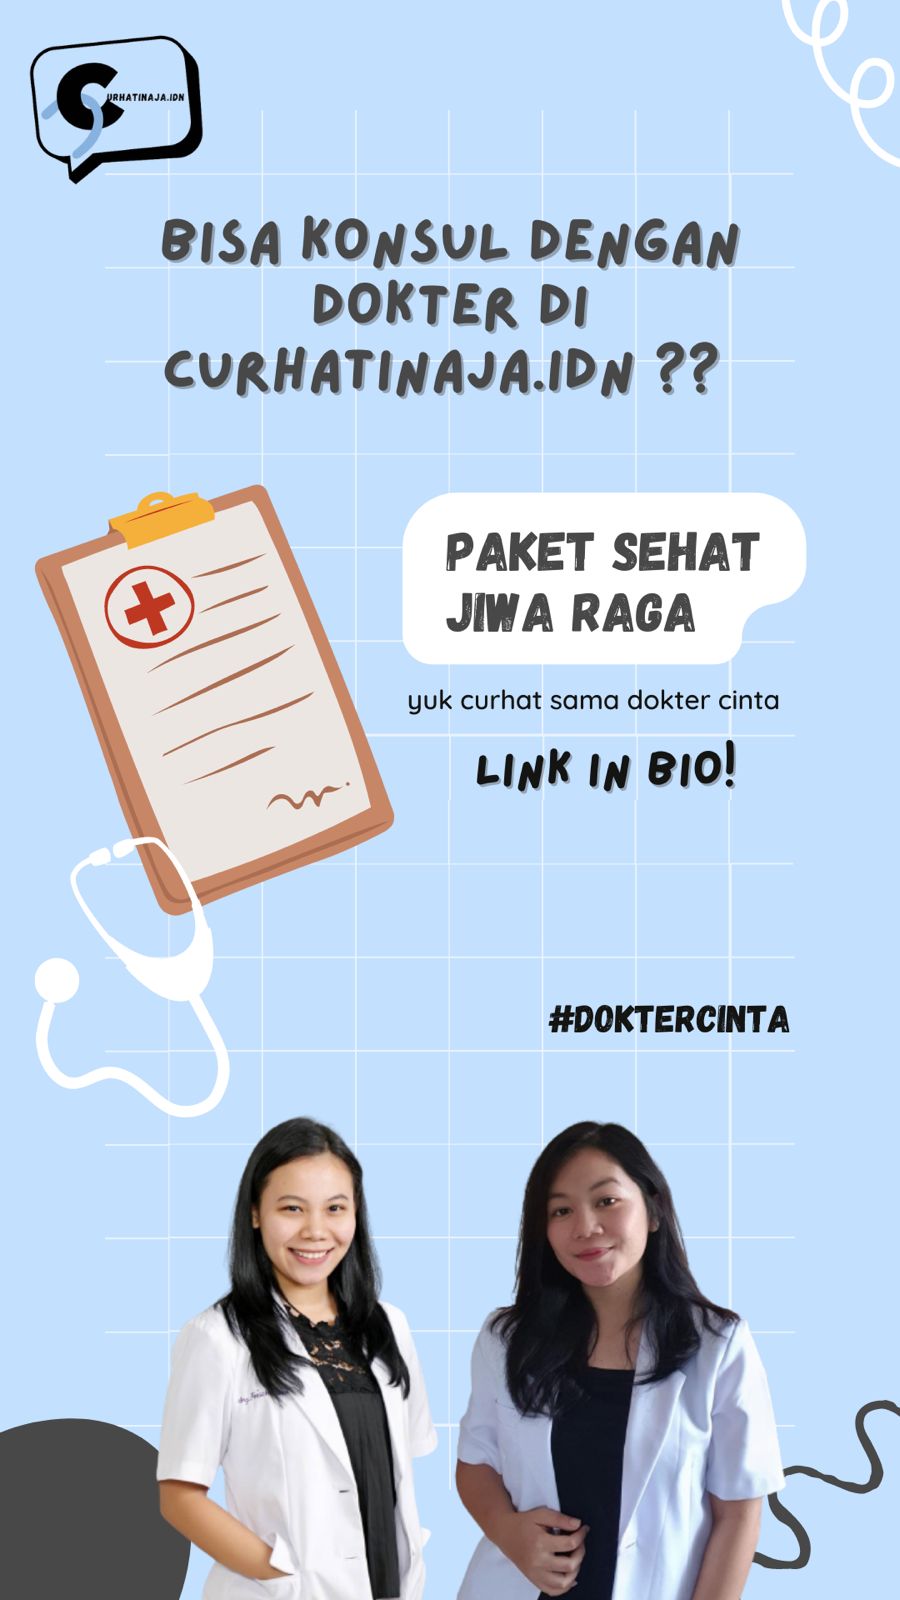 CURHATINAJA.IDN
BISA KONSUL DENGAN
DOKTER DI
CURHATINAJA.IDN ??
PAKET SEHAT
JIWA RAGA
yuk curhat sama dokter cinta
LINK IN BIO!
#DOKTERCINTA